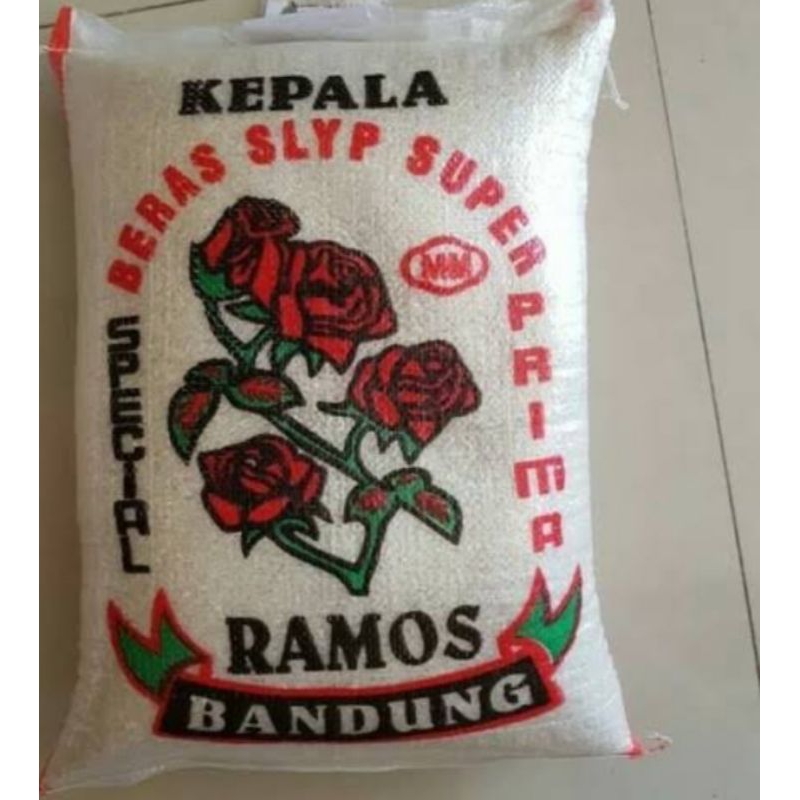 KEPALA
BERAS SLYP SUPER PRIMA
MM
SPECIAL
RAMOS
BANDUNG